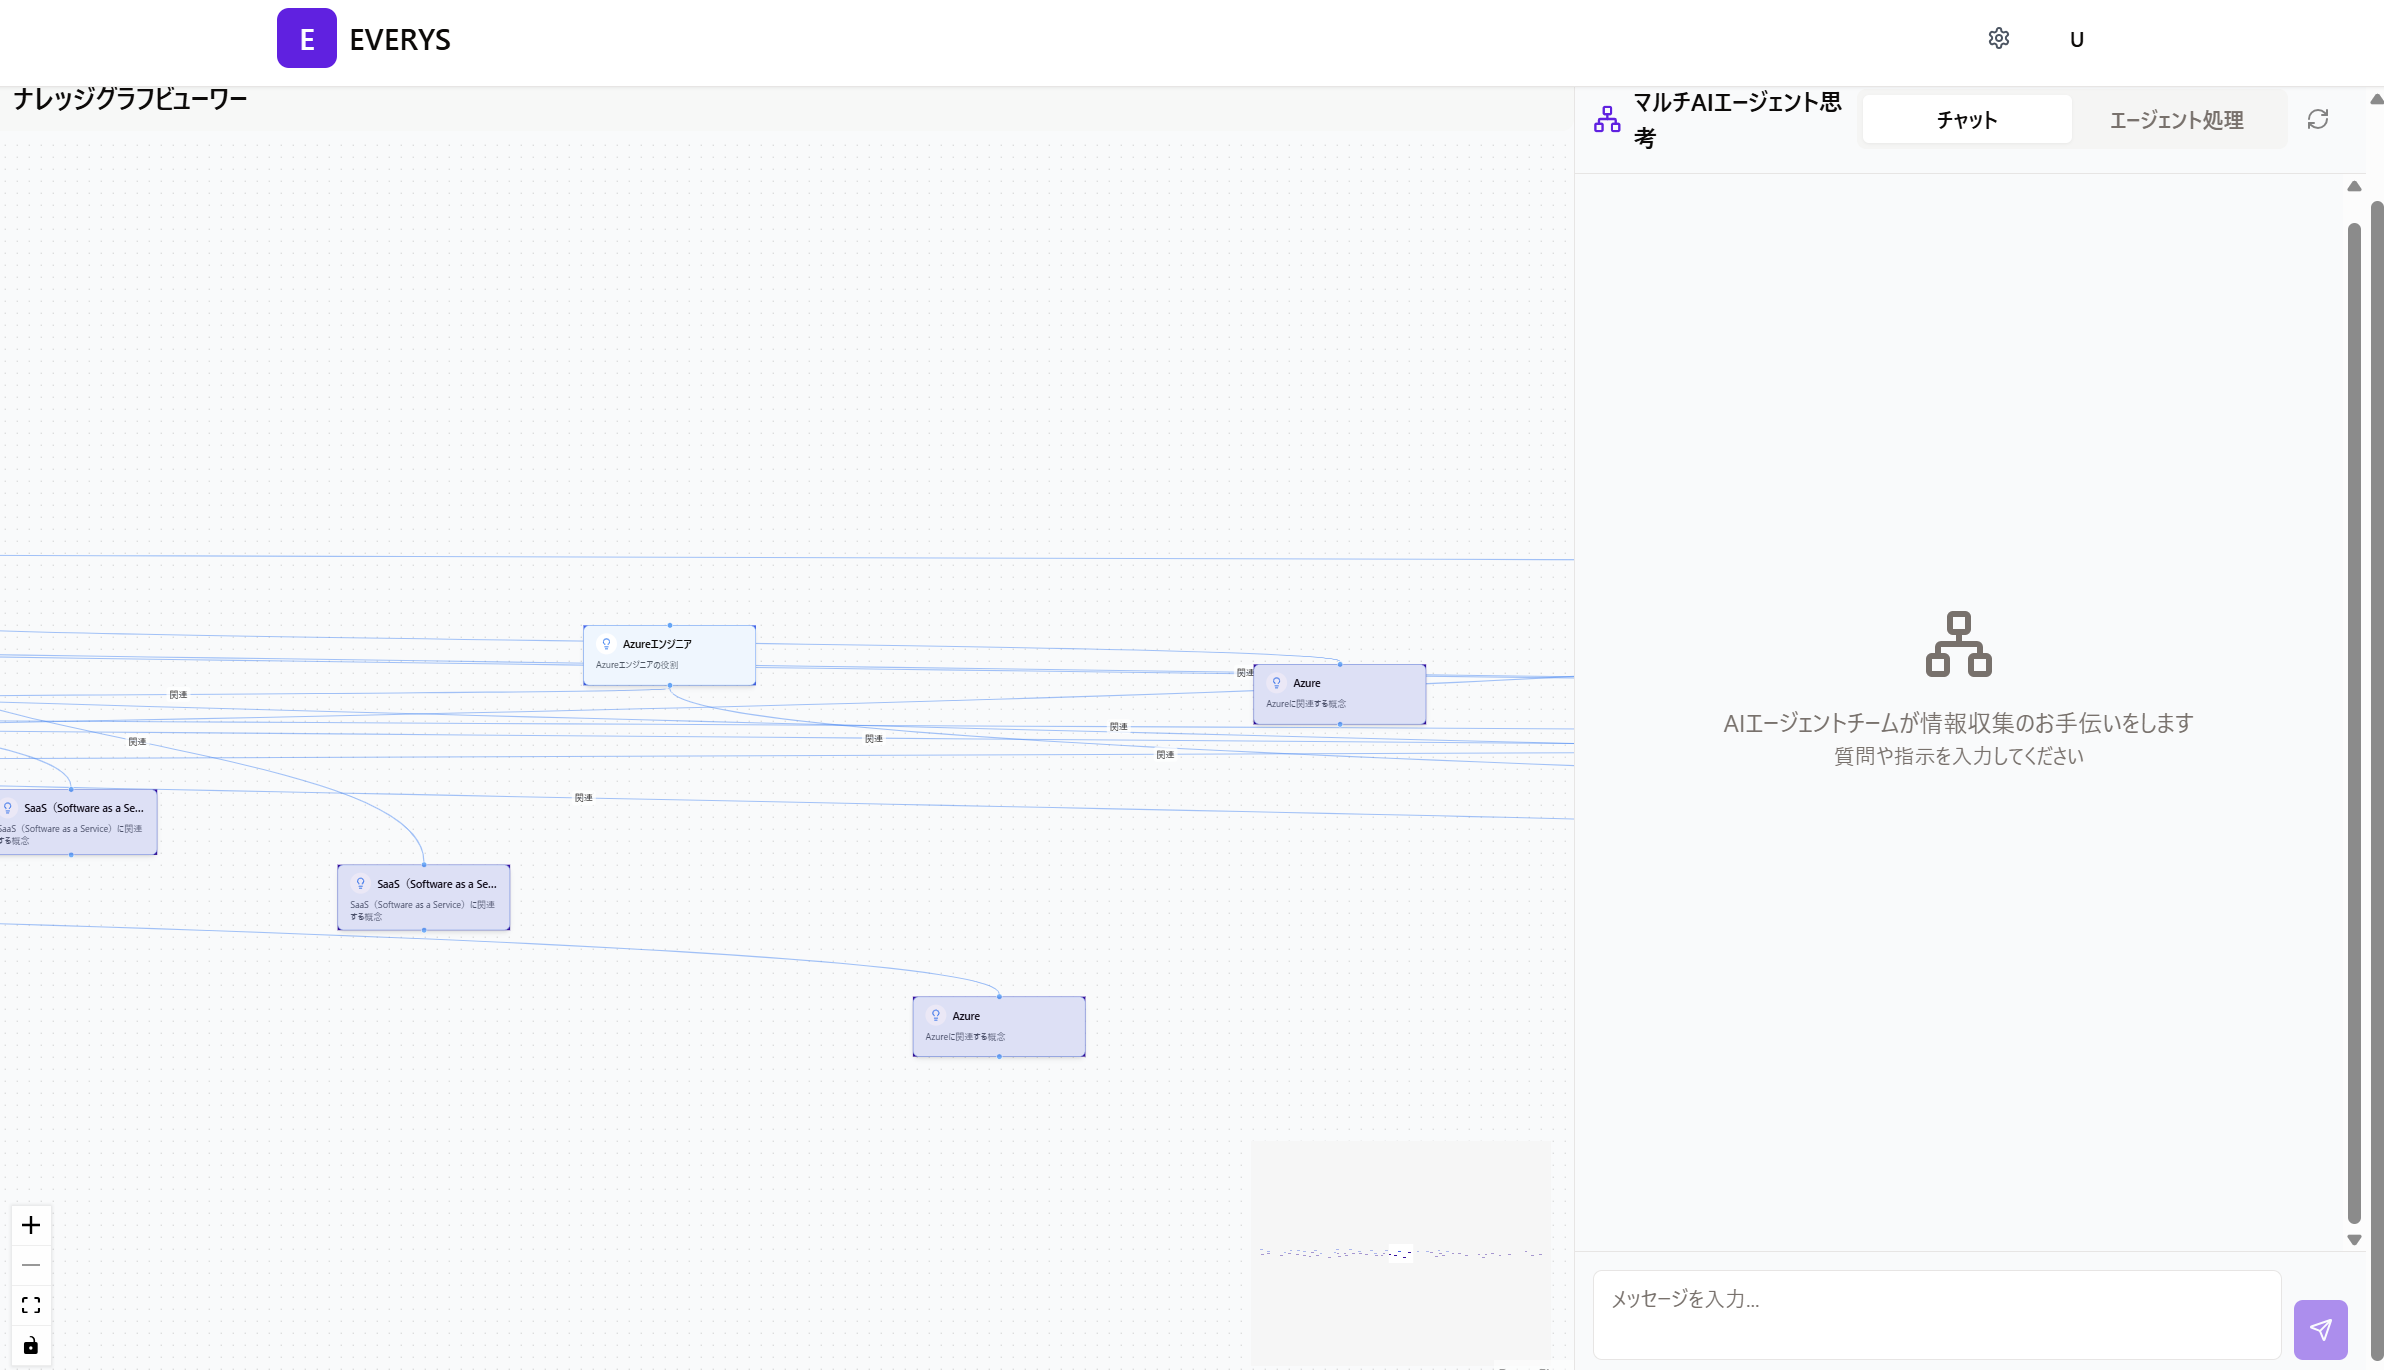 E EVERYS
U
ナレッジグラフビューワー
マルチAIエージェント思
考
チャット
エージェント処理
Azureエンジニア
Azureエンジニアの役割
関連
Azure
Azureに関連する概念
関連
関連
関連
関連
関連
関連
SaaS（Software as a Se...
SaaS（Software as a Service）に関連
する概念
SaaS（Software as a Se...
SaaS（Software as a Service）に関連
する概念
Azure
Azureに関連する概念
AIエージェントチームが情報収集のお手伝いをします
質問や指示を入力してください
メッセージを入力...